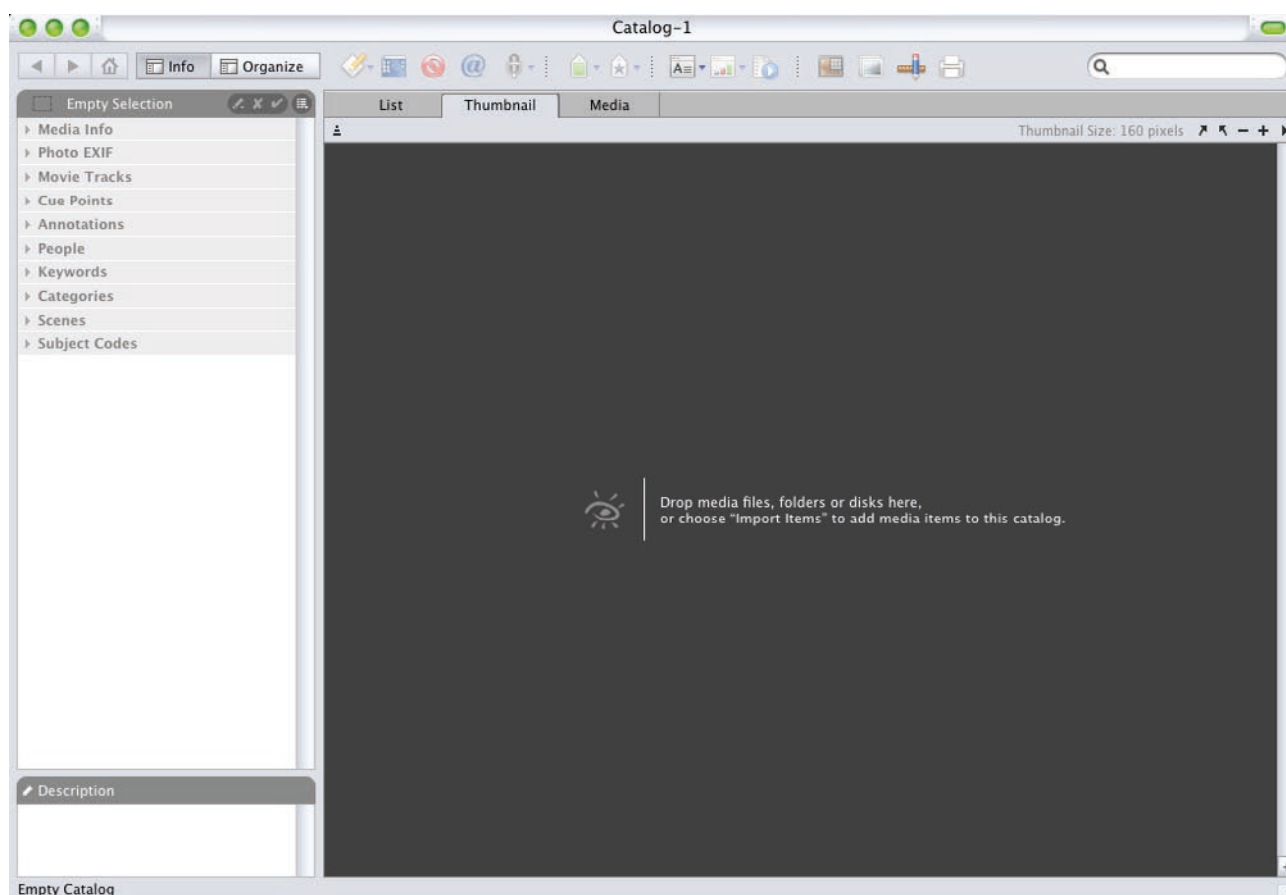 Catalog-1
Info Organize
Empty Selection
List Thumbnail Media
Thumbnail Size: 160 pixels
Media Info
Photo EXIF
Movie Tracks
Cue Points
Annotations
People
Keywords
Categories
Scenes
Subject Codes
Drop media files, folders or disks here,
or choose “Import Items” to add media items to this catalog.
Description
Empty Catalog